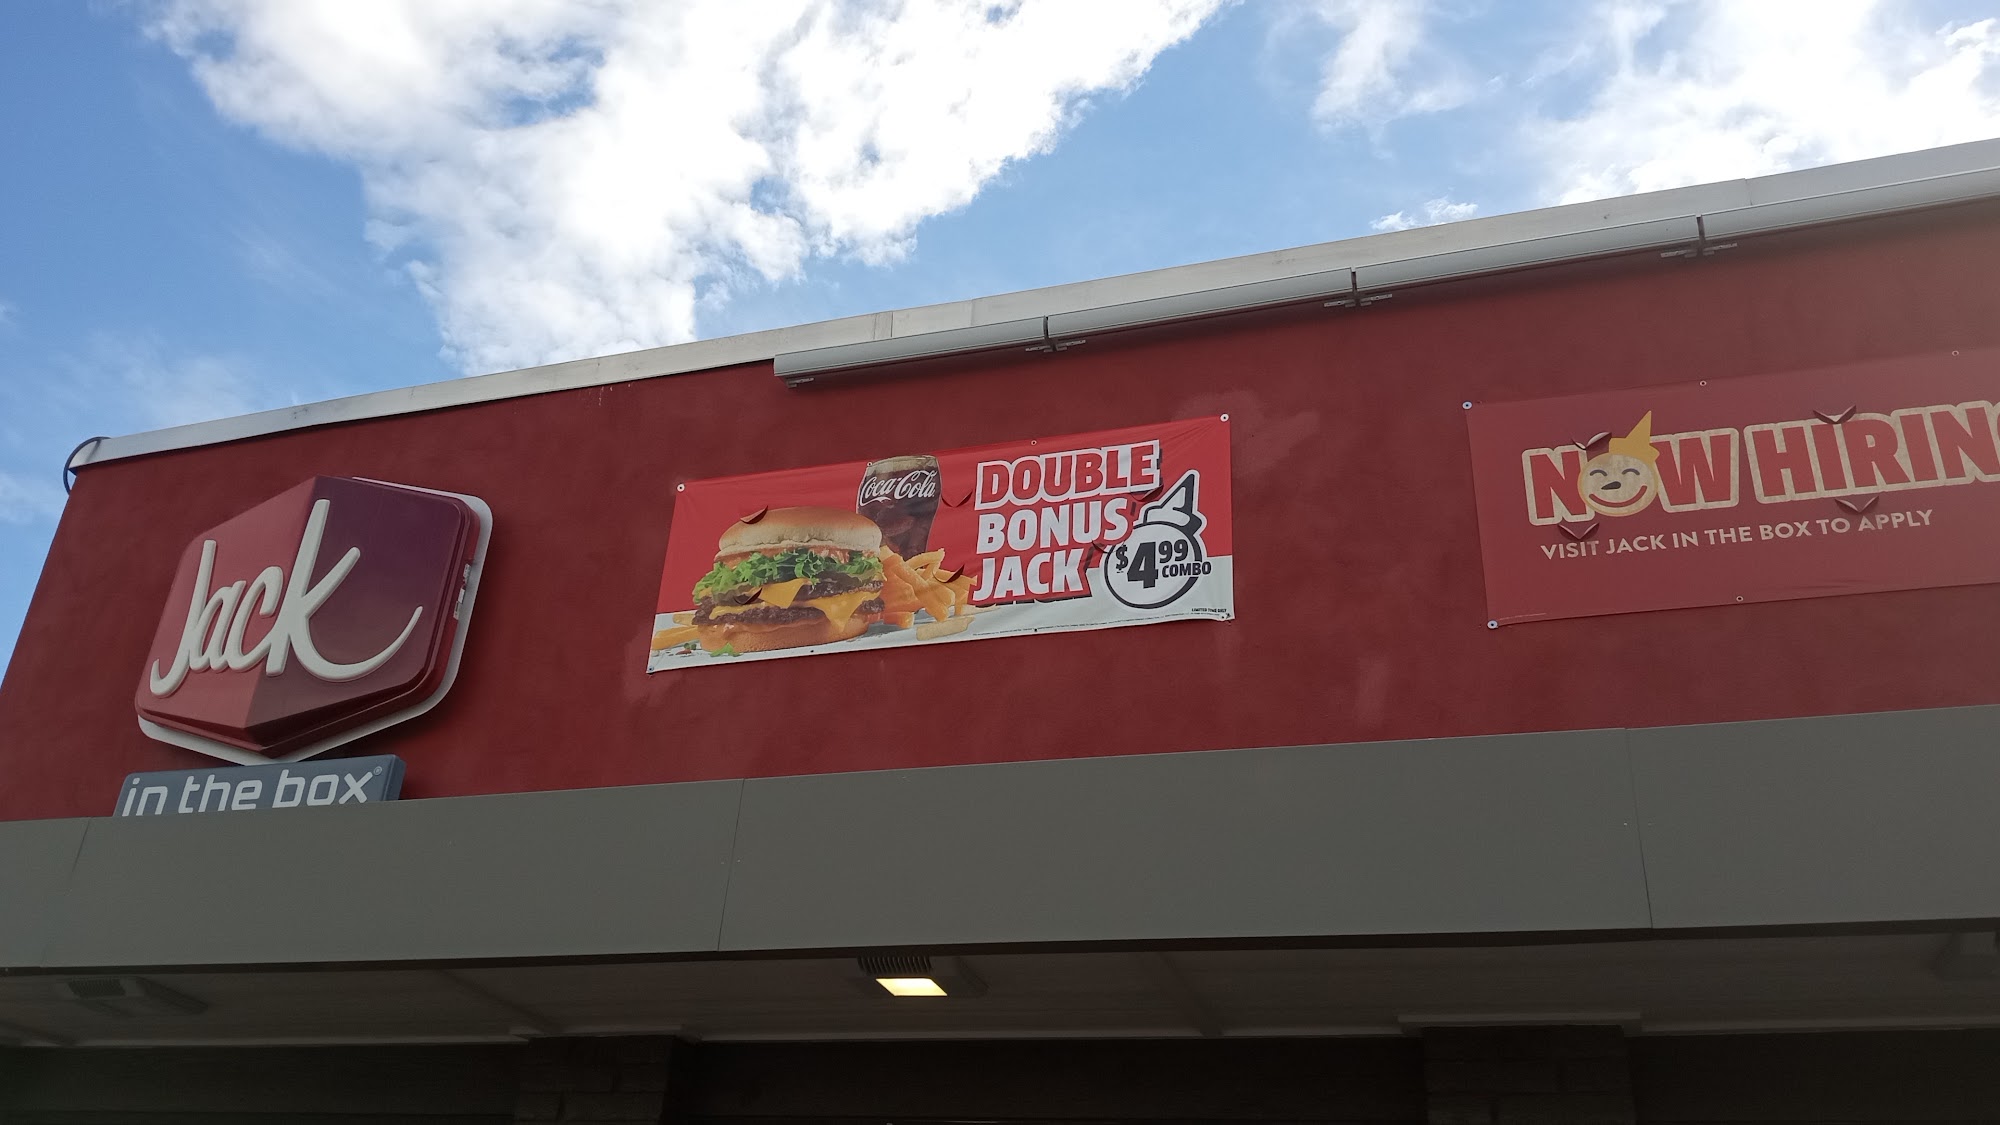 Jack
in the box®
Coca-Cola
DOUBLE
BONUS
JACK
$4.99
COMBO
LIMITED TIME ONLY
NOW HIRIN
VISIT JACK IN THE BOX TO APPLY